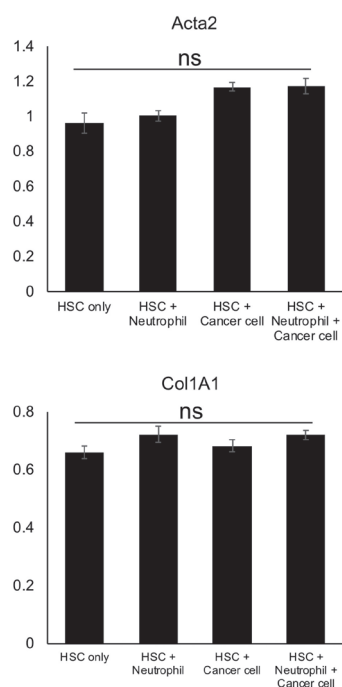 Acta2
1.4
ns
1.2
1
0.8
0.6
0.4
0.2
0
HSC only
HSC +
Neutrophil
HSC +
Cancer cell
HSC +
Neutrophil +
Cancer cell
Col1A1
0.8
ns
0.6
0.4
0.2
0
HSC only
HSC +
Neutrophil
HSC +
Cancer cell
HSC +
Neutrophil +
Cancer cell